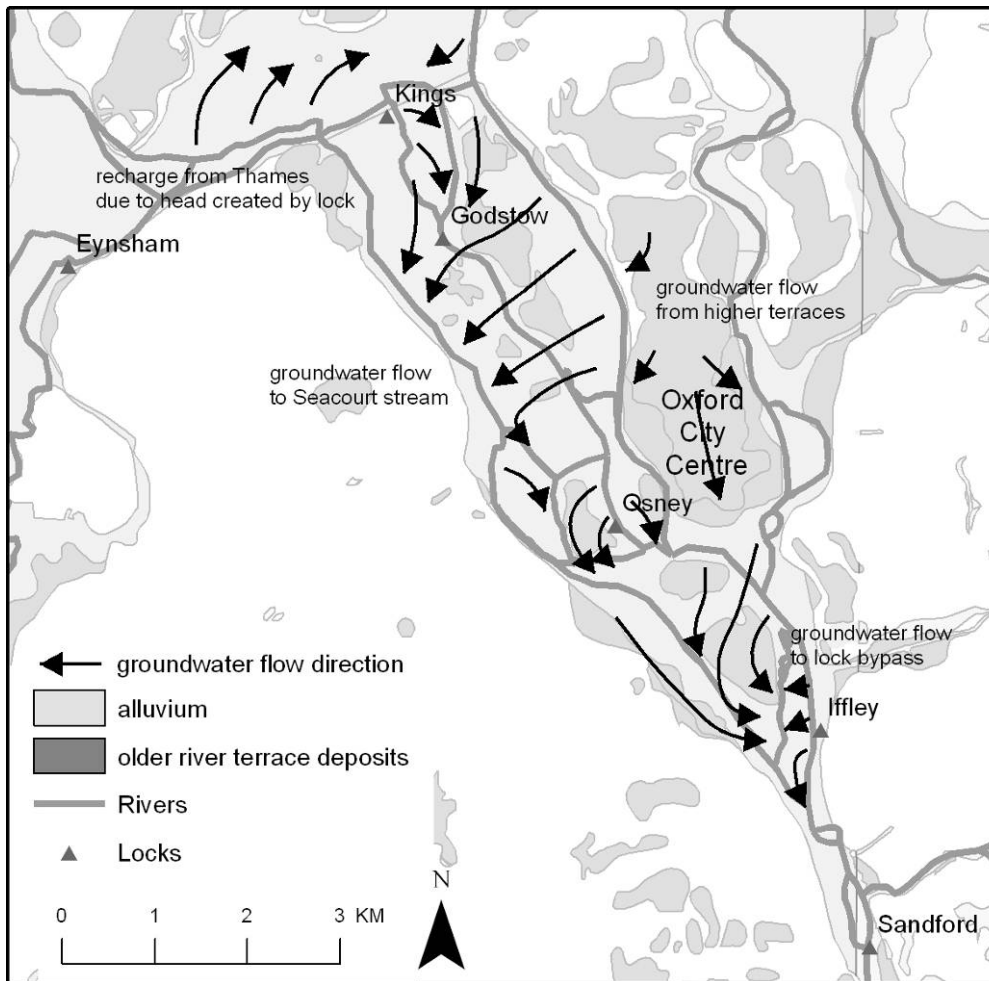 Kings
recharge from Thames
due to head created by lock
Godstow
Eynsham
groundwater flow
from higher terraces
groundwater flow
to Seacourt stream
Oxford
City
Centre
Osney
groundwater flow
to lock bypass
Iffley
groundwater flow direction
alluvium
older river terrace deposits
Rivers
Locks
N
0 1 2 3 KM
Sandford